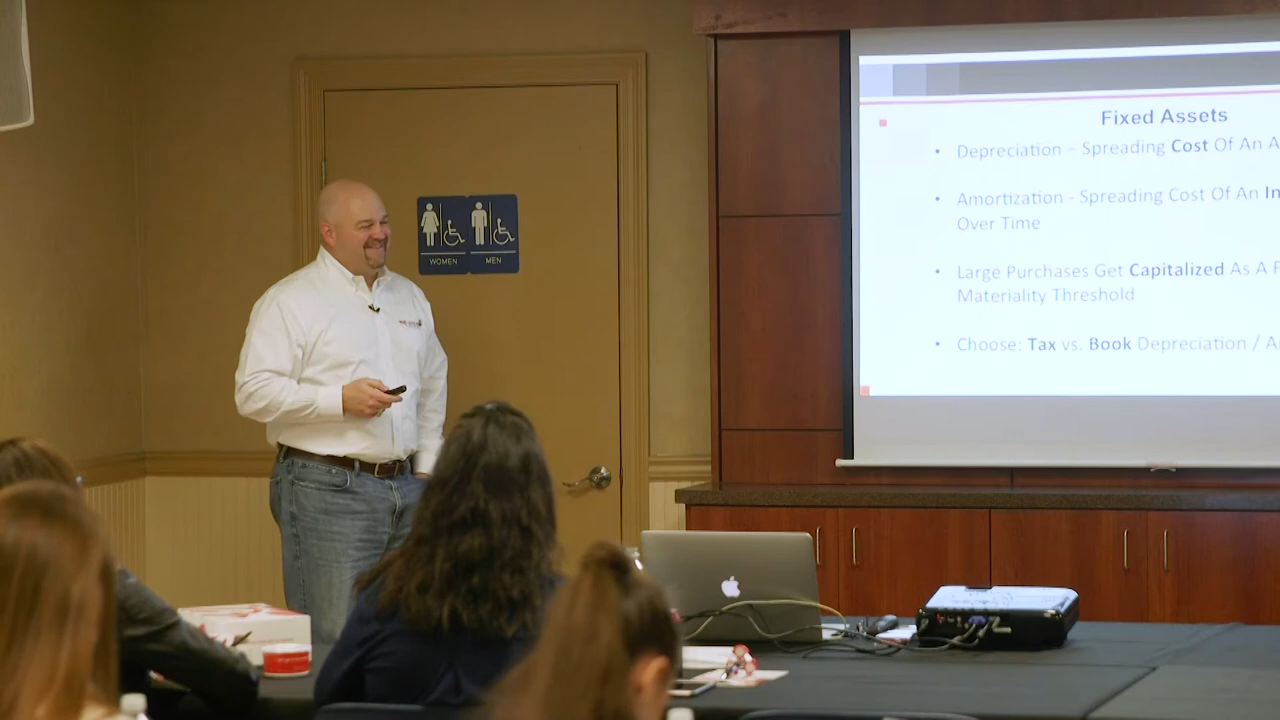 WOMEN
MEN
Fixed Assets
• Depreciation – Spreading Cost Of An
• Amortization - Spreading Cost Of An
Over Time
• Large Purchases Get Capitalized As A
Materiality Threshold
• Choose: Tax vs. Book Depreciation /